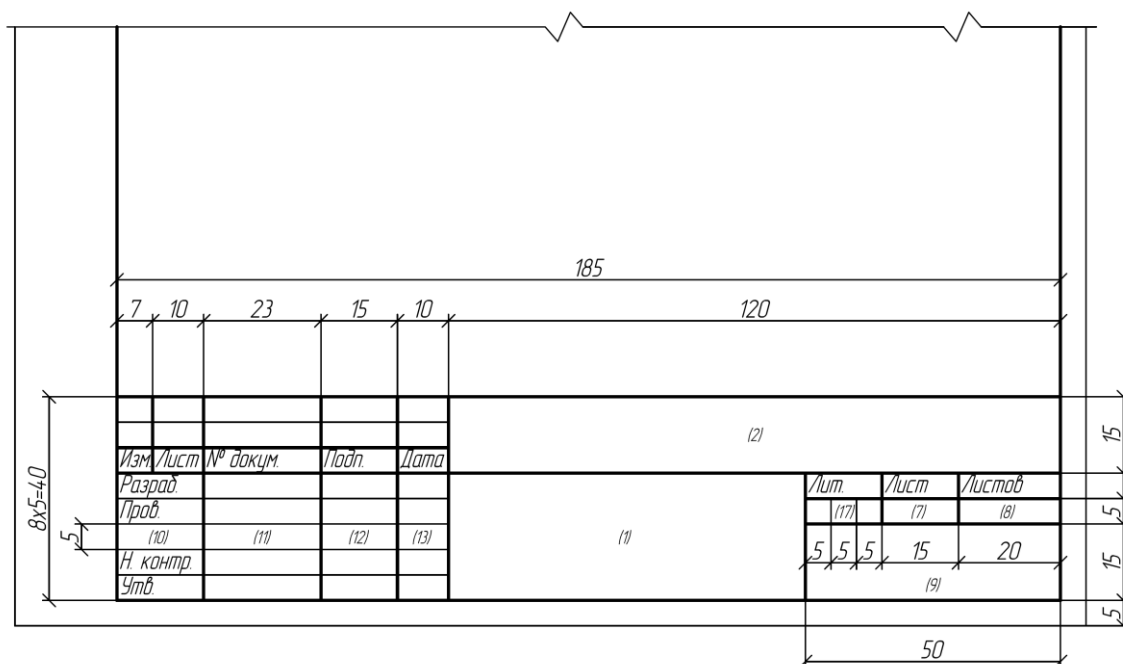 185
7 10 23 15 10 120
(2)
15
Изм. Лист № докум. Подп. Дата
8х5=40
Разраб. Лит. Лист Листов
Пров. (17) (7) (8) 5
5 (10) (11) (12) (13) (1) 5 5 5 15 20
Н. контр. 15
Утв. (9)
5
50